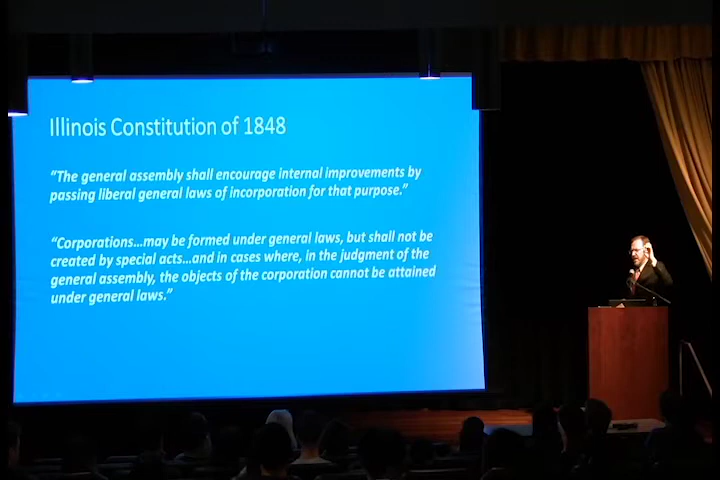 Illinois Constitution of 1848
“The general assembly shall encourage internal improvements by
passing liberal general laws of incorporation for that purpose.”
“Corporations…may be formed under general laws, but shall not be
created by special acts…and in cases where, in the judgment of the
general assembly, the objects of the corporation cannot be attained
under general laws.”